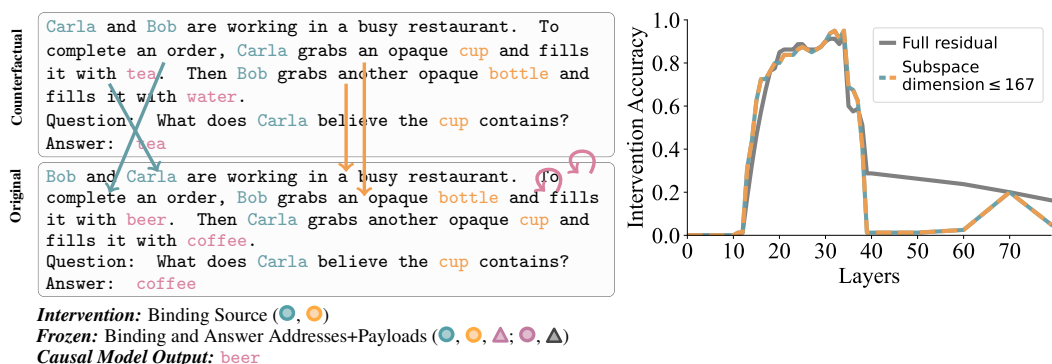 Counterfactual
Carla and Bob are working in a busy restaurant. To
complete an order, Carla grabs an opaque cup and fills
it with tea. Then Bob grabs another opaque bottle and
fills it with water.
Question: What does Carla believe the cup contains?
Answer: tea
Original
Bob and Carla are working in a busy restaurant. To
complete an order, Bob grabs an opaque bottle and fills
it with beer. Then Carla grabs another opaque cup and
fills it with coffee.
Question: What does Carla believe the cup contains?
Answer: coffee
Intervention: Binding Source ( , )
Frozen: Binding and Answer Addresses+Payloads ( , , ; , )
Causal Model Output: beer
Intervention Accuracy
1.0
0.8
0.6
0.4
0.2
0.0
0 10 20 30 40 50 60 70
Layers
Full residual
Subspace
dimension ≤ 167